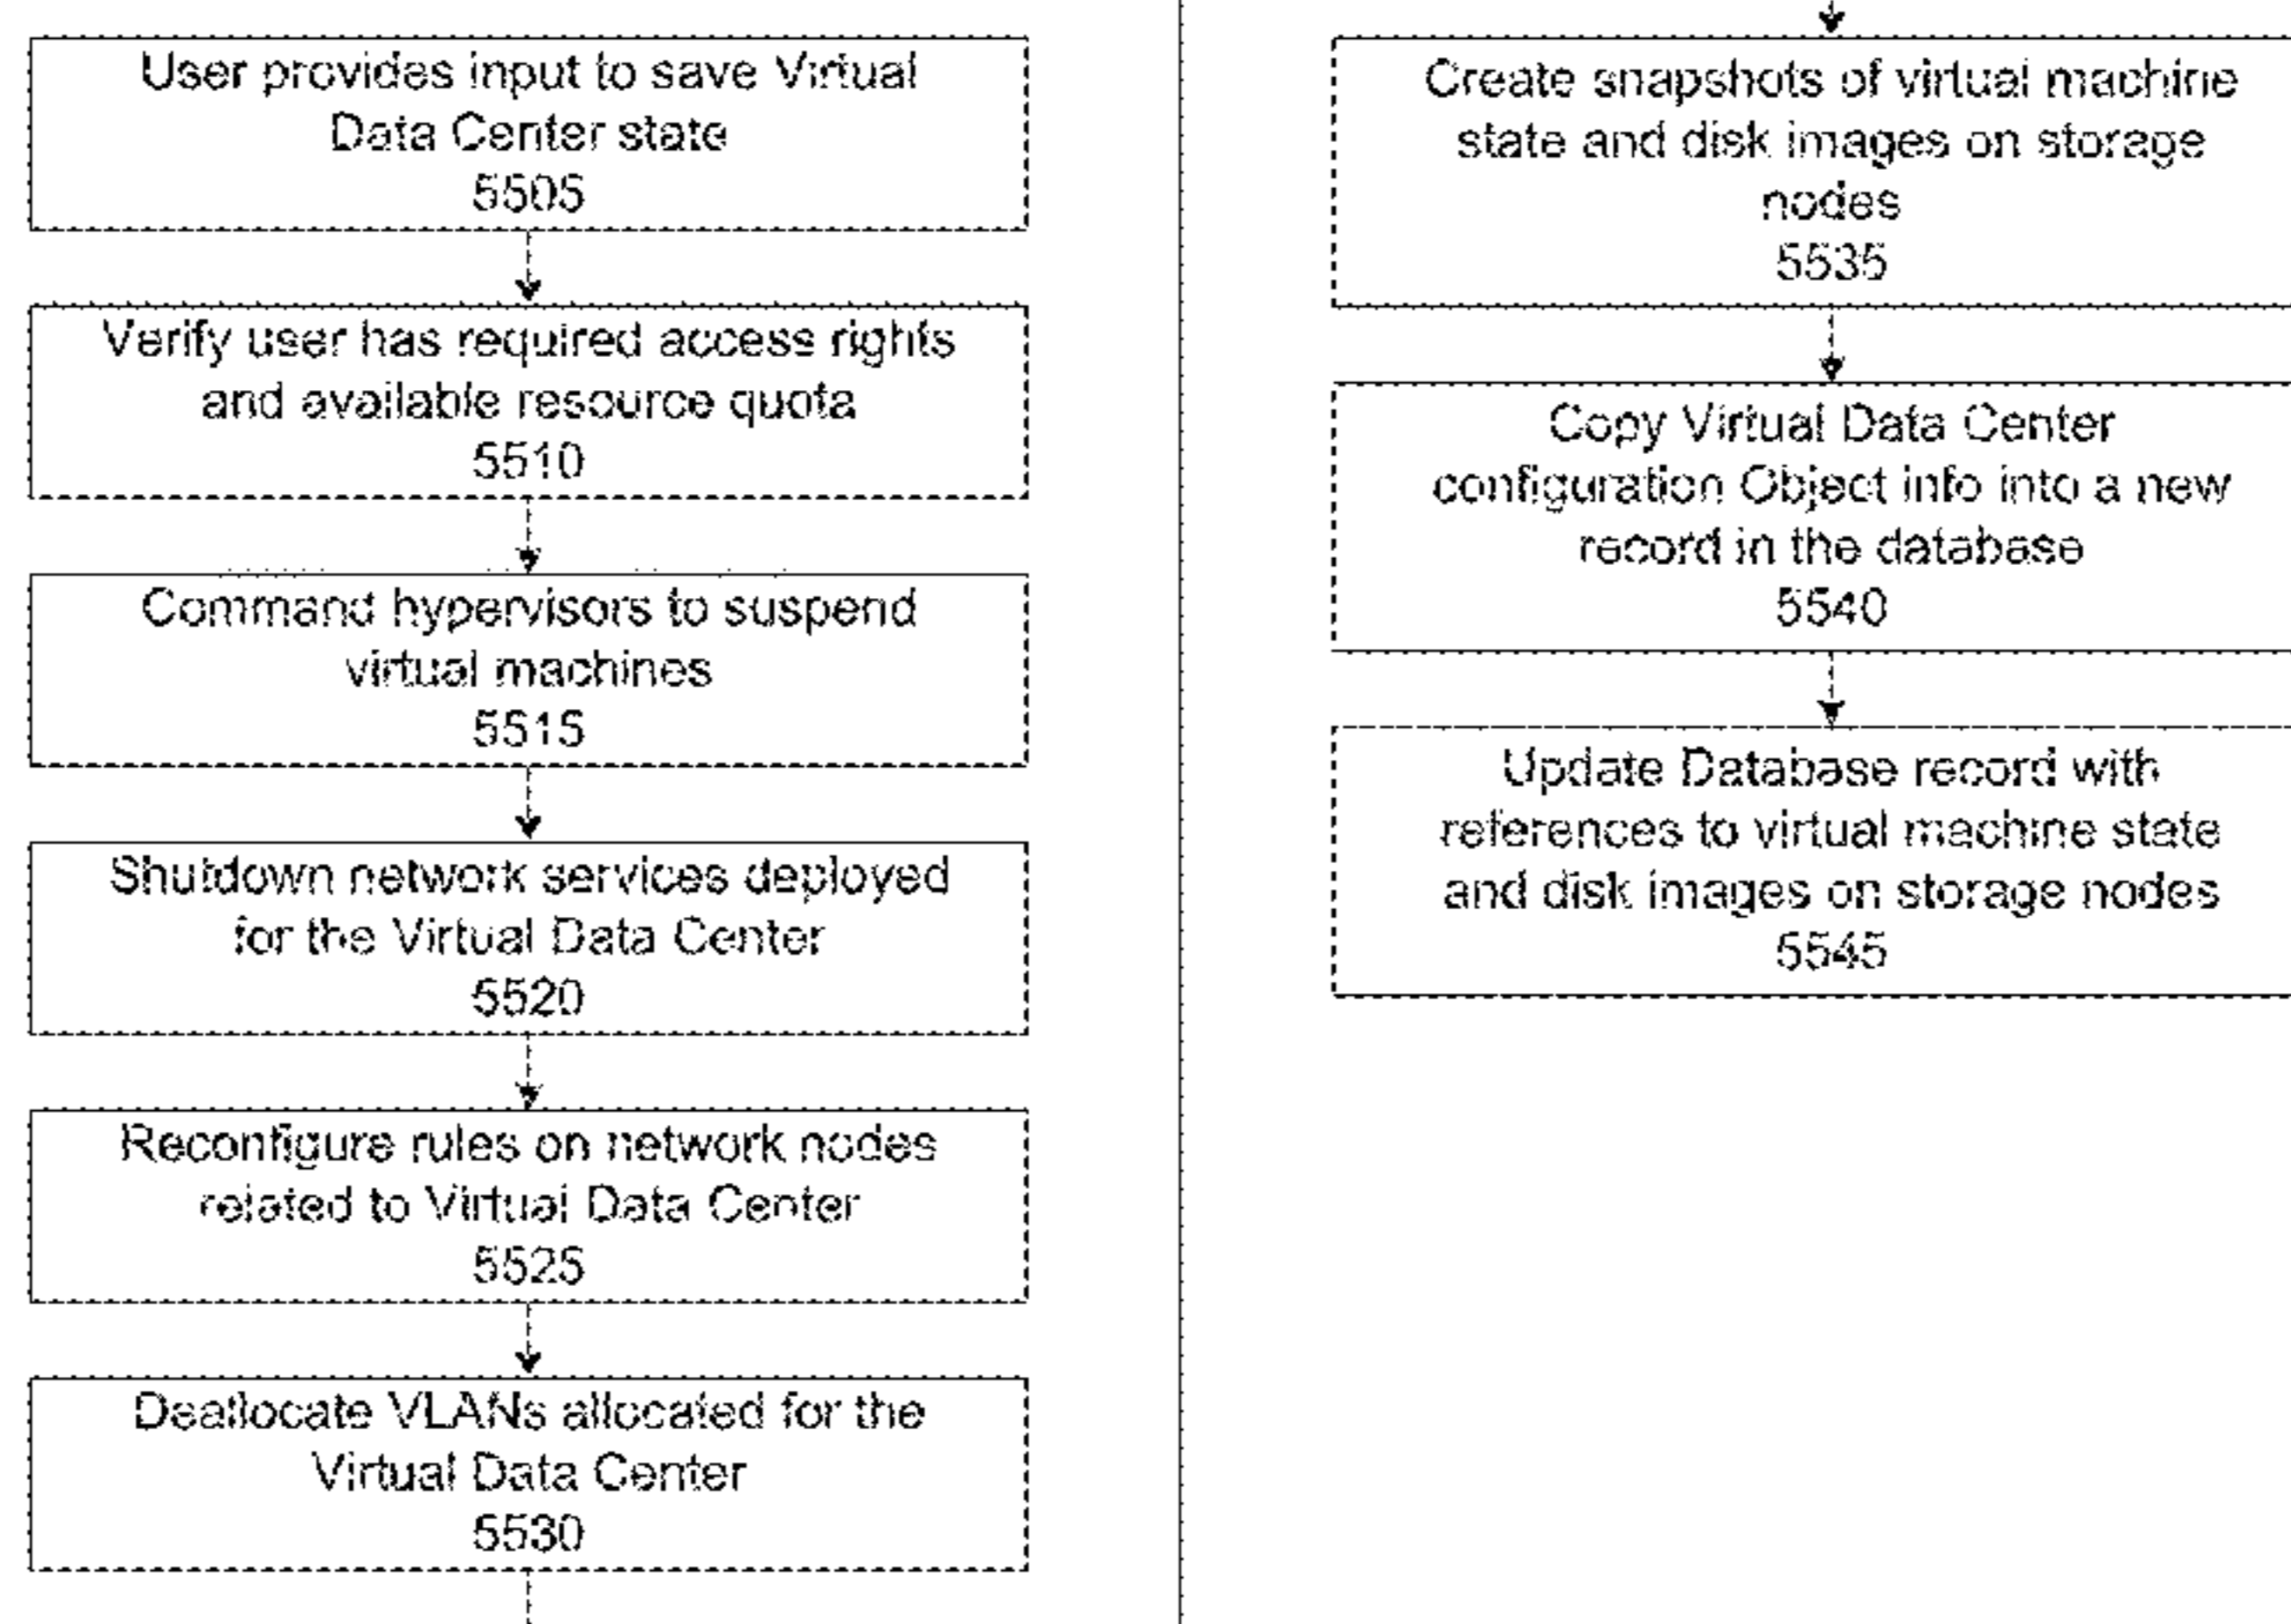 User provides input to save Virtual
Data Center state
5505
Verify user has required access rights
and available resource quota
5510
Command hypervisors to suspend
virtual machines
5515
Shutdown network services deployed
for the Virtual Data Center
5520
Reconfigure rules on network nodes
related to Virtual Data Center
5525
Deallocate VLANs allocated for the
Virtual Data Center
5530
Create snapshots of virtual machine
state and disk images on storage
nodes
5535
Copy Virtual Data Center
configuration Object info into a new
record in the database
5540
Update Database record with
references to virtual machine state
and disk images on storage nodes
5545